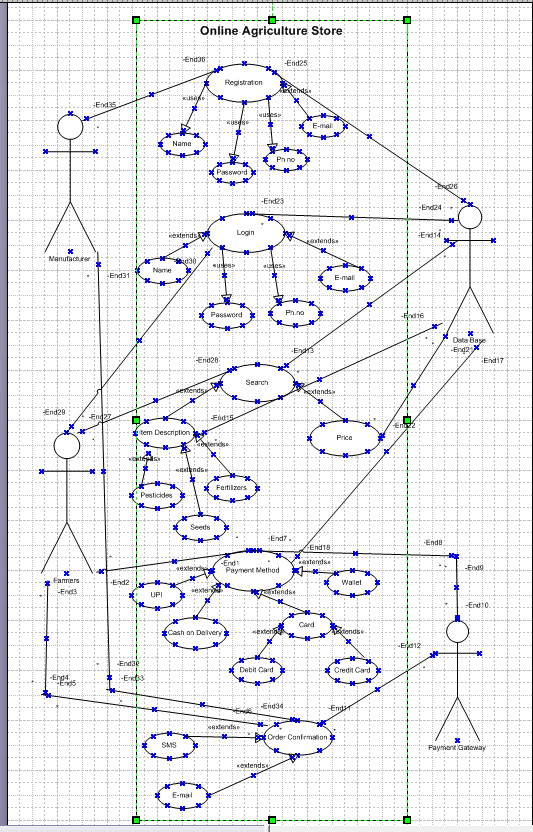 Online Agriculture Store
-End36
-End25
Registration
«extends»
-End35
«uses»
«uses»
«uses»
E-mail
Name
Ph no
Password
-End26
-End23
-End24
Login
«extends»
-End14
«extends»
Manufacturer
-End30
Name
-End31
«uses»
«uses»
E-mail
Password
Ph.no
-End16
Data Base
-End13
-End21
-End28
-End17
Search
«extends»
«extends»
-End29
-End27
-End15
-End22
Item Description
Price
«extends»
«extends»
«extends»
Fertilizers
Pesticides
Seeds
-End7
-End8
-End18
-End1
«extends»
Payment Method
«extends»
-End9
Farmers
-End2
Wallet
-End3
UPI
«extends»
«extends»
-End10
Card
Cash on Delivery
«extends»
«extends»
-End12
-End32
Debit Card
Credit Card
-End4
-End5
-End33
-End6
-End34
-End11
«extends»
Order Confirmation
SMS
Payment Gateway
«extends»
E-mail